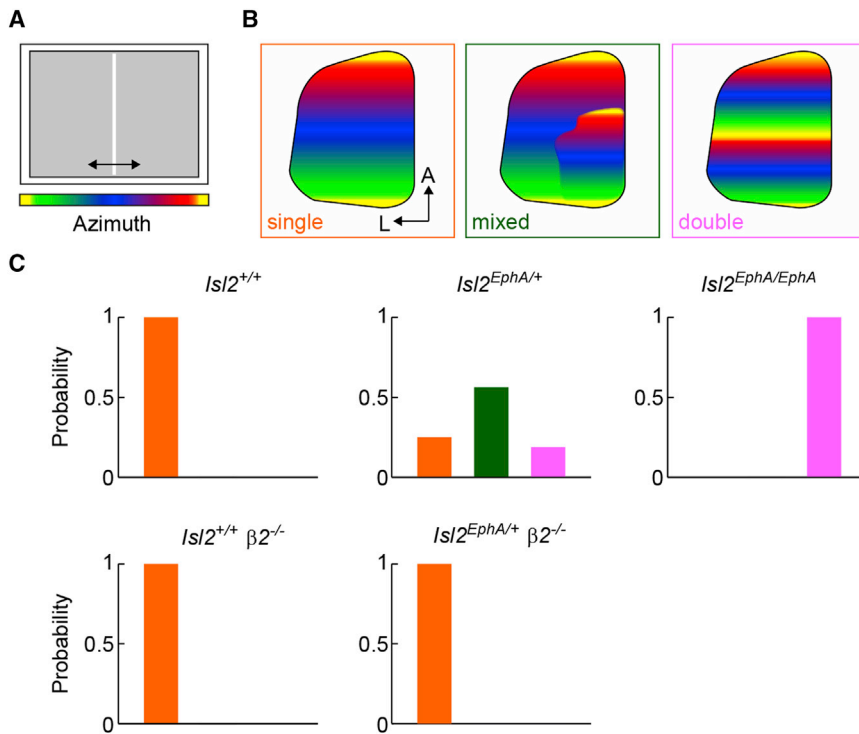 A
Azimuth
B
single
A
L
mixed
double
C
Isl2+/+
Isl2EphA/+
Isl2EphA/EphA
Probability
1
0.5
0
1
0.5
0
1
0.5
0
Isl2+/+ β2-/-
Isl2EphA/+ β2-/-
Probability
1
0.5
0
1
0.5
0